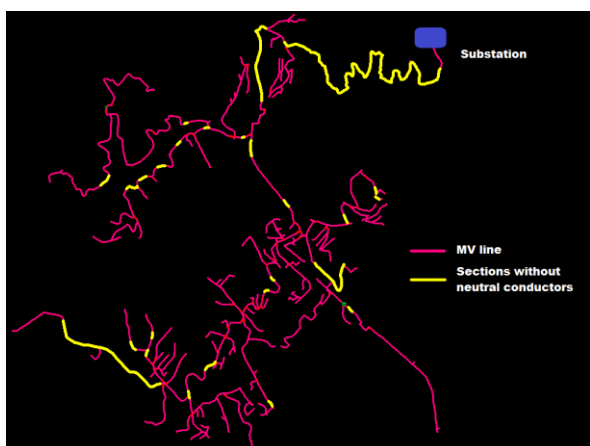 Substation
MV line
Sections without
neutral conductors